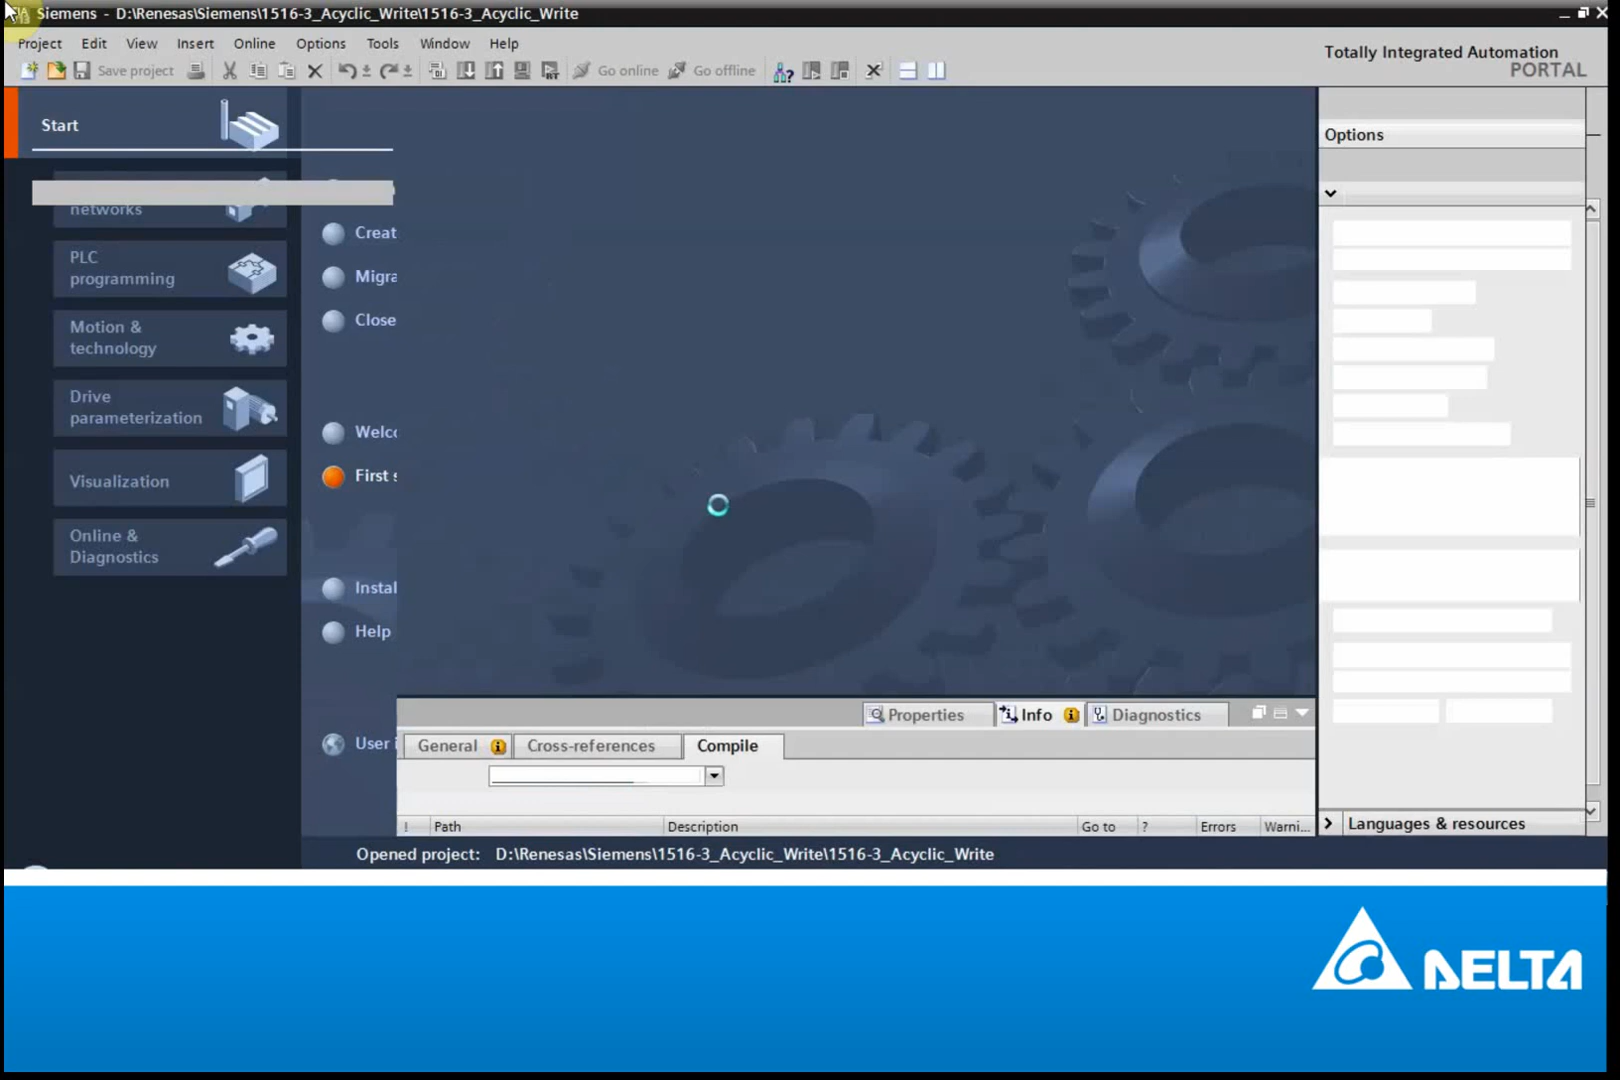 Siemens - D:\Renesas\Siemens\1516-3_Acyclic_Write\1516-3_Acyclic_Write
Project Edit View Insert Online Options Tools Window Help
Totally Integrated Automation
PORTAL
Save project Go online Go offline
Start
networks
PLC
programming
Motion &
technology
Drive
parameterization
Visualization
Online &
Diagnostics
Creat
Migra
Close
Welc
First s
Instal
Help
User i
Options
Properties Info Diagnostics
General Cross-references Compile
! Path Description Go to ? Errors Warni...
Languages & resources
Opened project: D:\Renesas\Siemens\1516-3_Acyclic_Write\1516-3_Acyclic_Write
DELTA